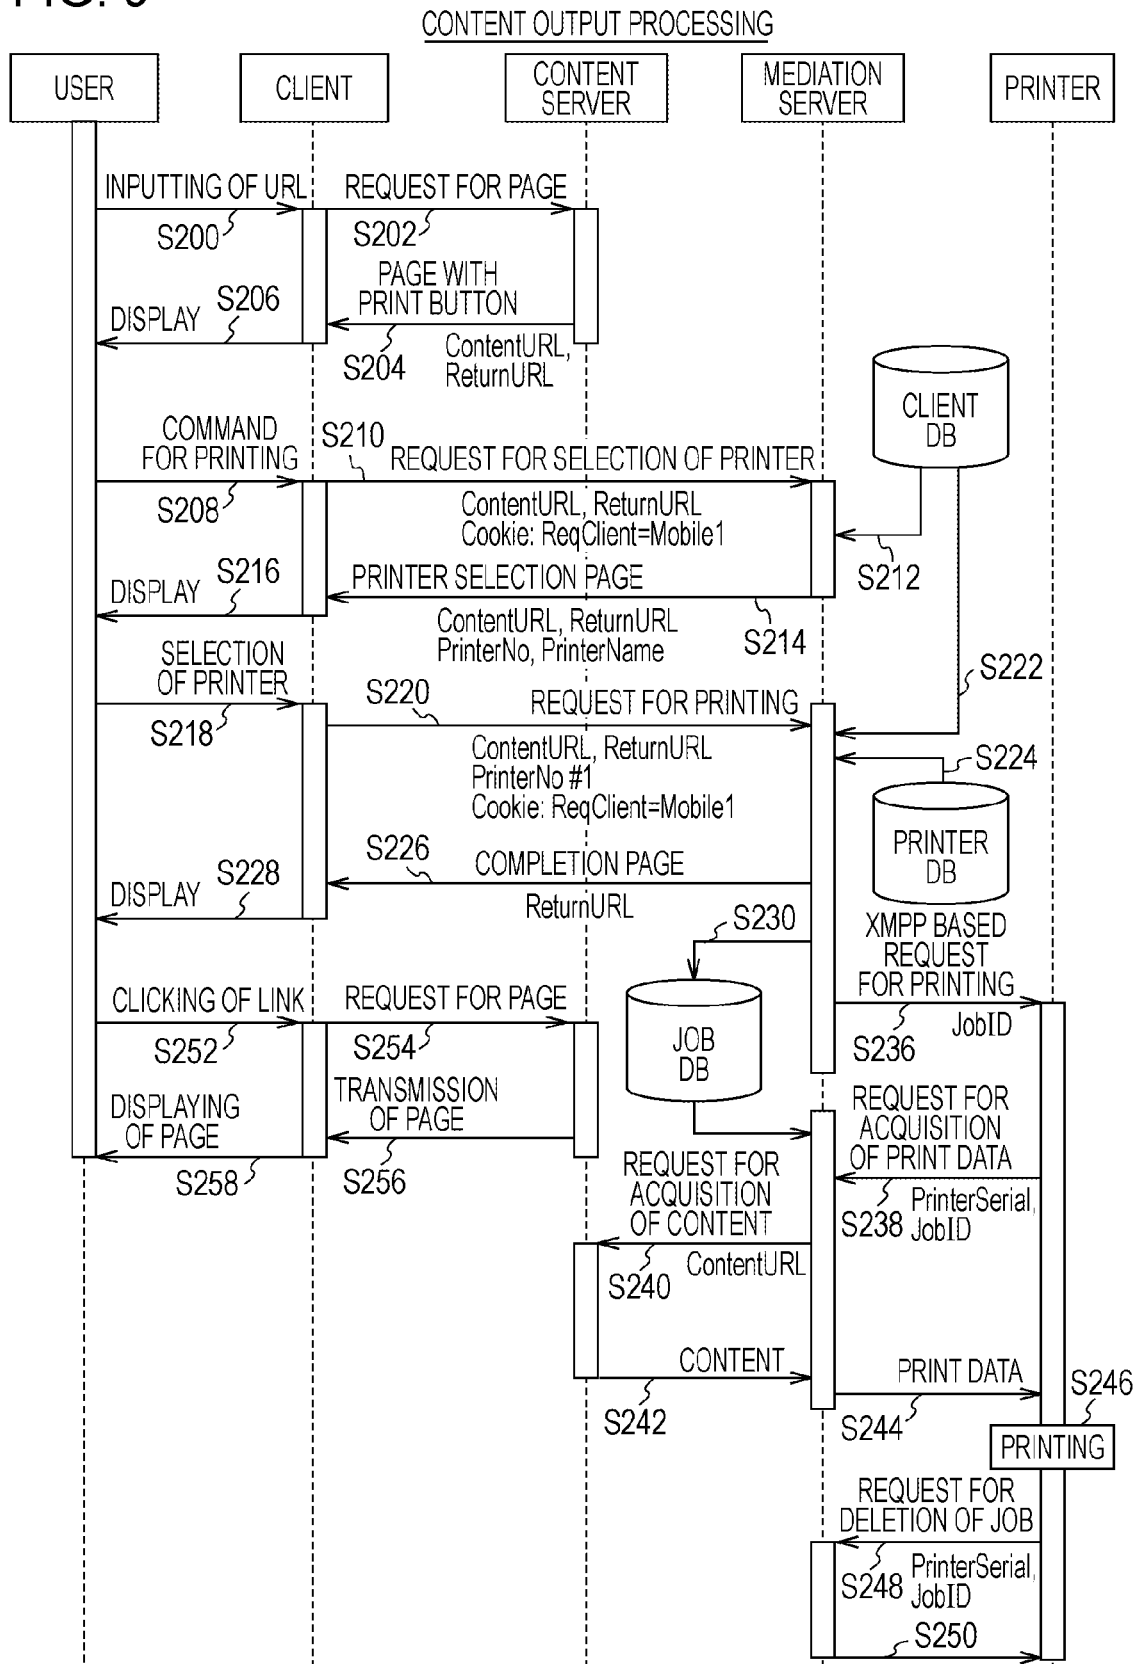 CONTENT OUTPUT PROCESSING
USER
CLIENT
CONTENT
SERVER
MEDIATION
SERVER
PRINTER
INPUTTING OF URL
REQUEST FOR PAGE
S200
S202
PAGE WITH
PRINT BUTTON
DISPLAY
S206
S204
ContentURL,
ReturnURL
CLIENT
DB
COMMAND
FOR PRINTING
S210
REQUEST FOR SELECTION OF PRINTER
S208
ContentURL, ReturnURL
Cookie: ReqClient=Mobile1
S212
DISPLAY
S216
PRINTER SELECTION PAGE
S214
ContentURL, ReturnURL
PrinterNo, PrinterName
SELECTION
OF PRINTER
S222
S220
REQUEST FOR PRINTING
S218
ContentURL, ReturnURL
PrinterNo #1
Cookie: ReqClient=Mobile1
S224
PRINTER
DB
S226
COMPLETION PAGE
DISPLAY
S228
ReturnURL
S230
XMPP BASED
REQUEST
FOR PRINTING
CLICKING OF LINK
REQUEST FOR PAGE
JobID
S252
S254
JOB
DB
S236
DISPLAYING
OF PAGE
TRANSMISSION
OF PAGE
REQUEST FOR
ACQUISITION
OF PRINT DATA
S258
S256
REQUEST FOR
ACQUISITION
OF CONTENT
S238
PrinterSerial,
JobID
S240
ContentURL
CONTENT
PRINT DATA
S246
S242
S244
PRINTING
REQUEST FOR
DELETION OF JOB
S248
PrinterSerial,
JobID
S250